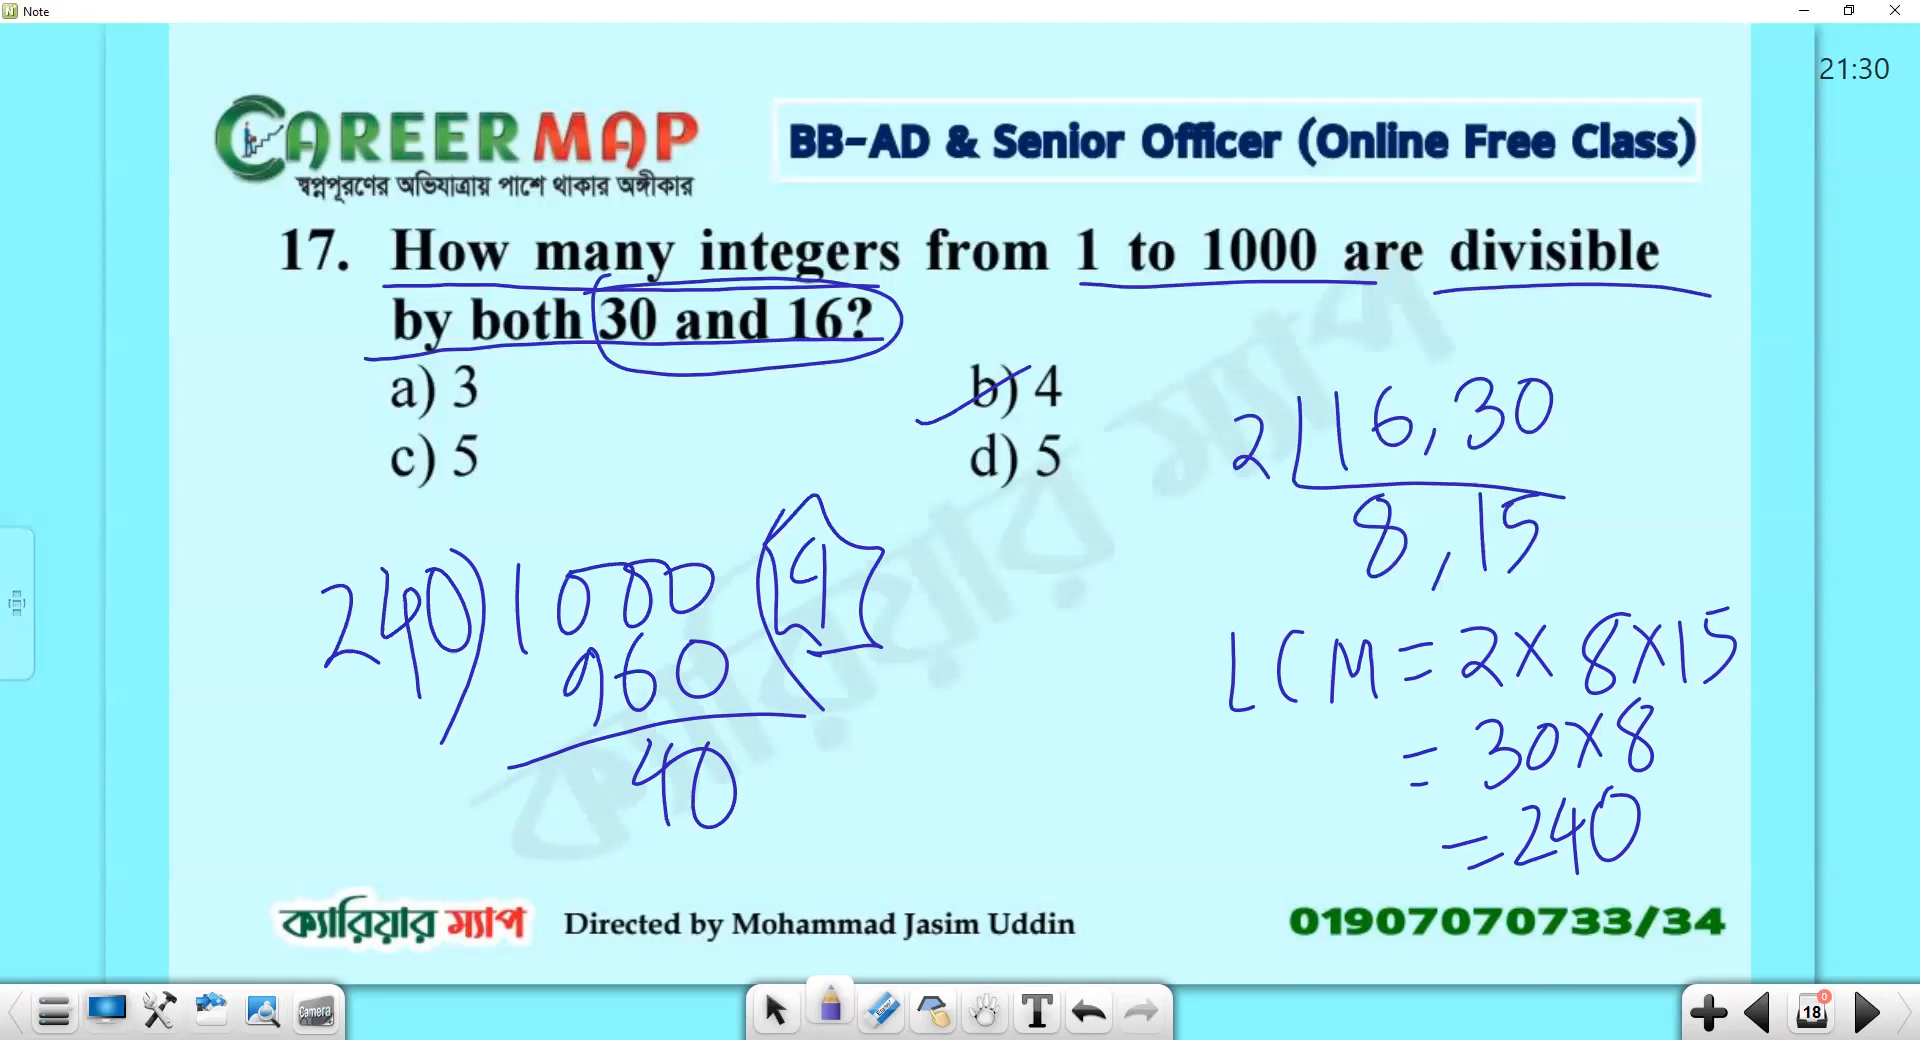 Note
21:30
CAREER MAP
স্বপ্নপূরণের অভিযাত্রায় পাশে থাকার অঙ্গীকার
BB-AD & Senior Officer (Online Free Class)
17. How many integers from 1 to 1000 are divisible
by both 30 and 16?
a) 3
b) 4
c) 5
d) 5
2 16, 30
8, 15
LCM = 2 x 8 x 15
= 30 x 8
= 240
240) 1000 (4
960
40
ক্যারিয়ার ম্যাপ
ক্যারিয়ার ম্যাপ
Directed by Mohammad Jasim Uddin
01907070733/34
Camera
T
18
0